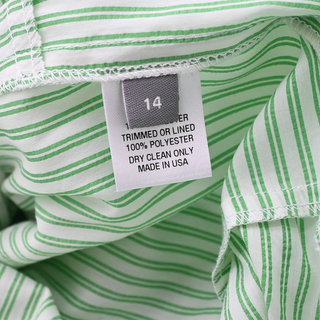 14
TRIMMED OR LINED
100% POLYESTER
DRY CLEAN ONLY
MADE IN USA